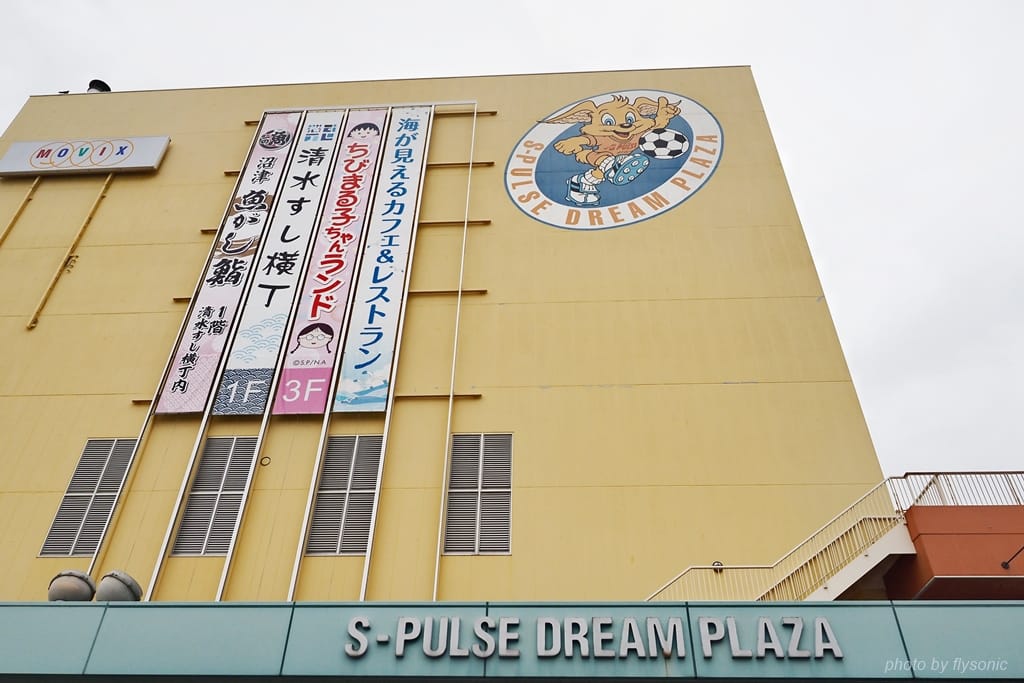 MOVIX
沼津
魚がし鮨
1階
清水すし横丁内
清水すし横丁
1F
ちびまる子ちゃんランド
©S.P/N.A
3F
海が見えるカフェ&レストラン
S-PULSE DREAM PLAZA
S-PULSE DREAM PLAZA
photo by flysonic